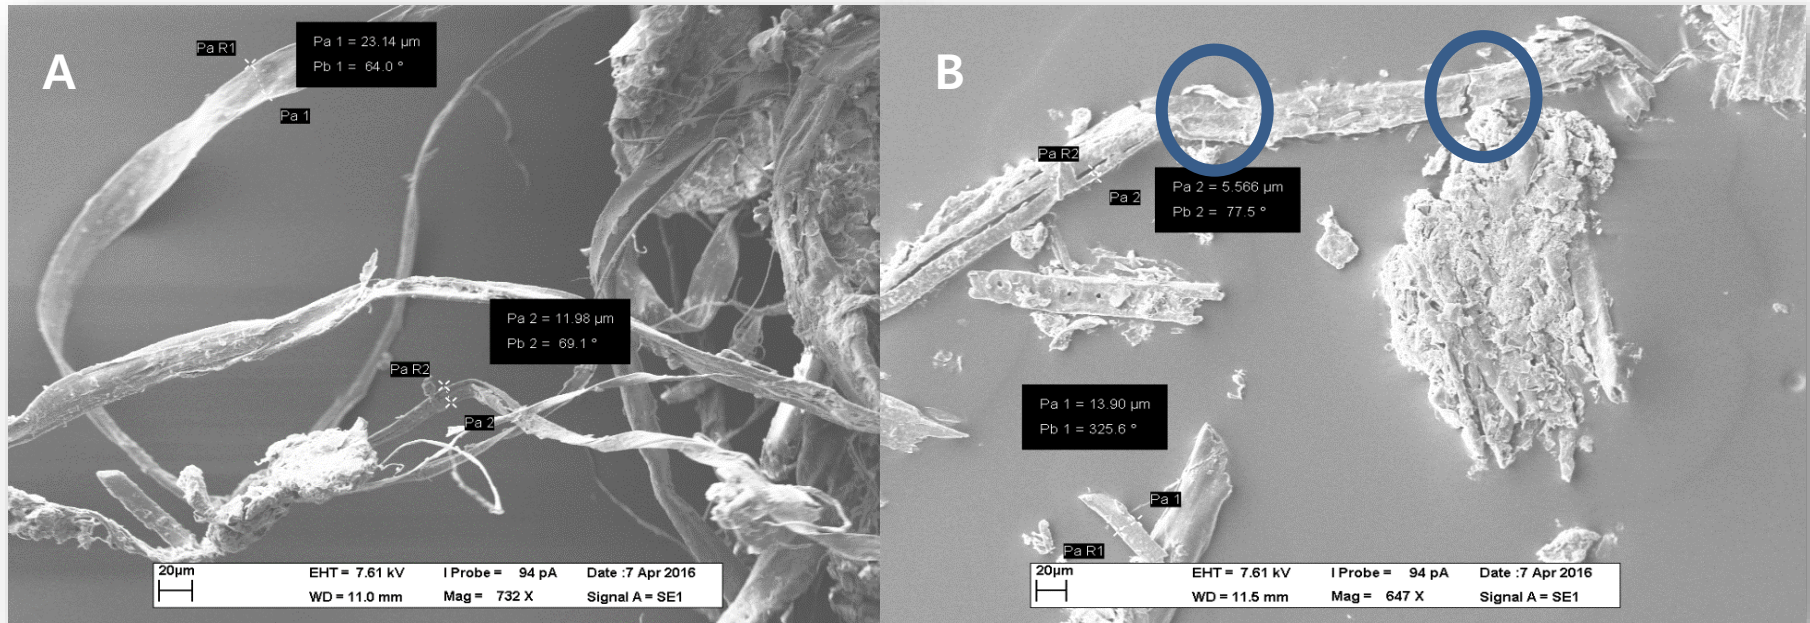 A
Pa R1
Pa 1 = 23.14 µm
Pb 1 = 64.0 °
Pa 1
Pa 2 = 11.98 µm
Pb 2 = 69.1 °
Pa R2
Pa 2
20µm
EHT = 7.61 kV
I Probe = 94 pA
Date :7 Apr 2016
WD = 11.0 mm
Mag = 732 X
Signal A = SE1
B
Pa R2
Pa 2
Pa 2 = 5.566 µm
Pb 2 = 77.5 °
Pa 1 = 13.90 µm
Pb 1 = 325.6 °
Pa 1
Pa R1
20µm
EHT = 7.61 kV
I Probe = 94 pA
Date :7 Apr 2016
WD = 11.5 mm
Mag = 647 X
Signal A = SE1